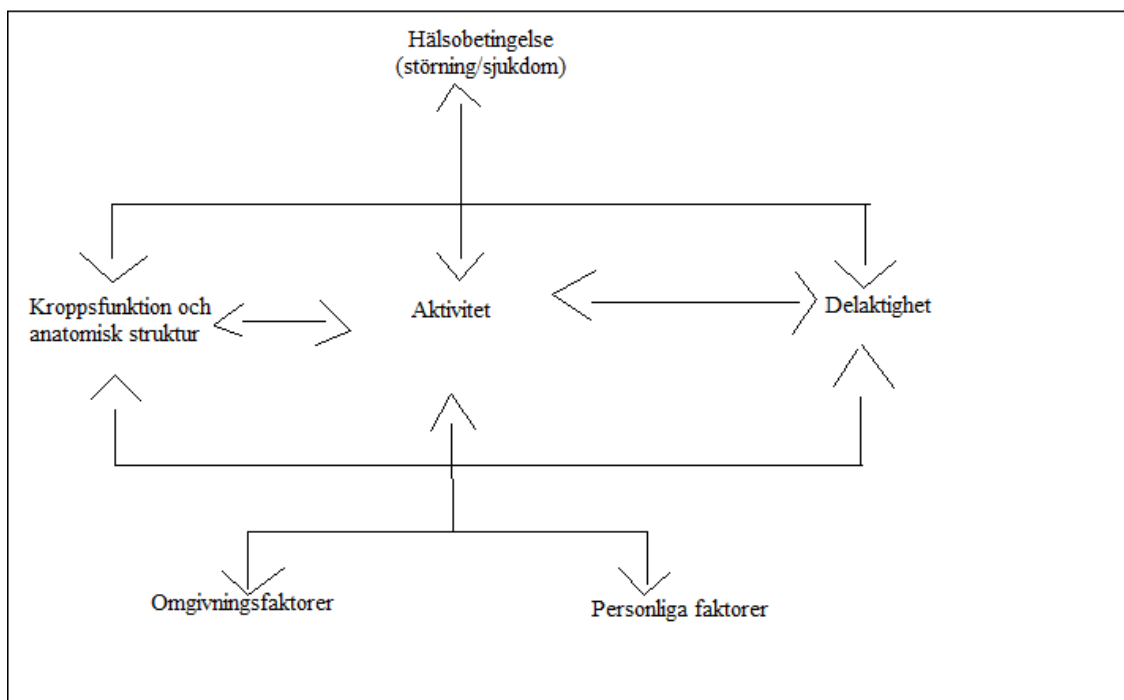 Hälsobetingelse
(störning/sjukdom)
Kroppsfunktion och
anatomisk struktur
Aktivitet
Delaktighet
Omgivningsfaktorer
Personliga faktorer